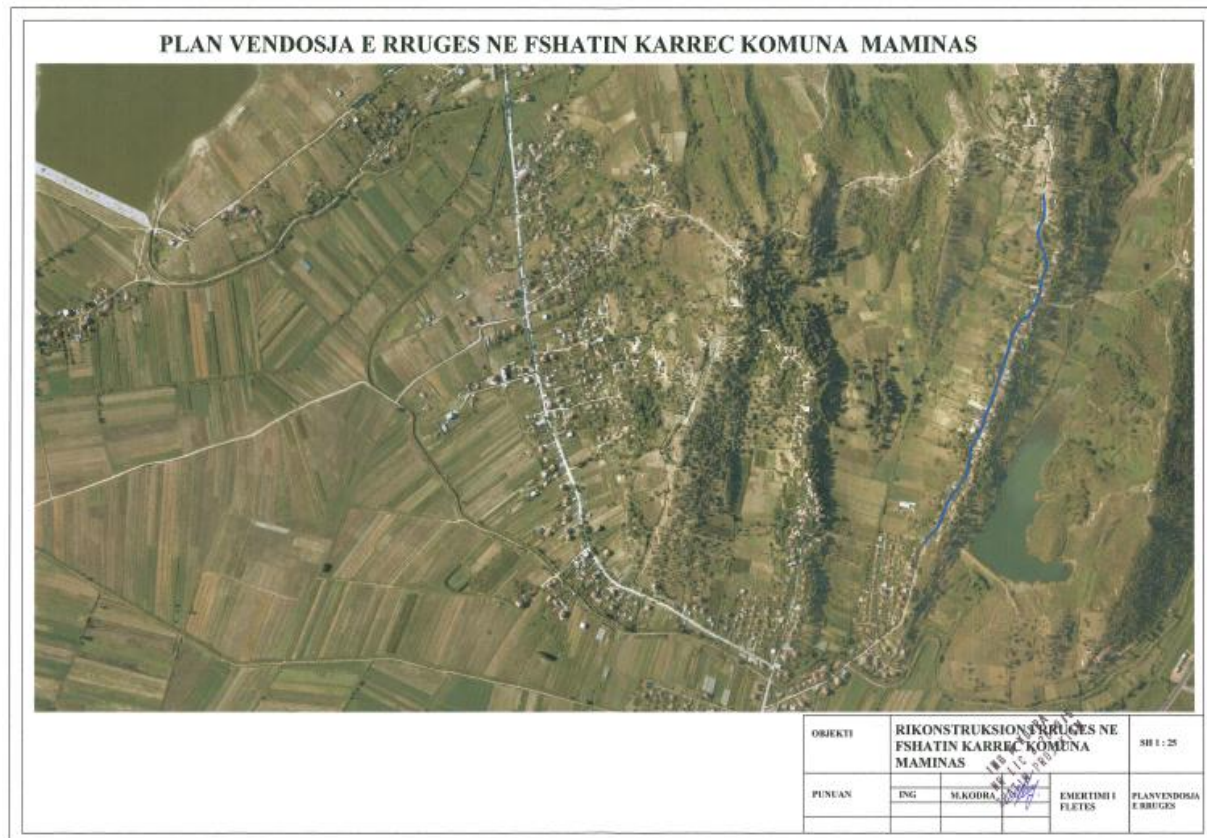 PLAN VENDOSJA E RRUGES NE FSHATIN KARREC KOMUNA MAMINAS
OBJEKTI
RIKONSTRUKSION I RRUGES NE
FSHATIN KARREC KOMUNA
MAMINAS
SH 1 : 25
PUNUAN
ING
M.KODRA
EMERTIMI I
FLETES
PLANVENDOSJA
E RRUGES